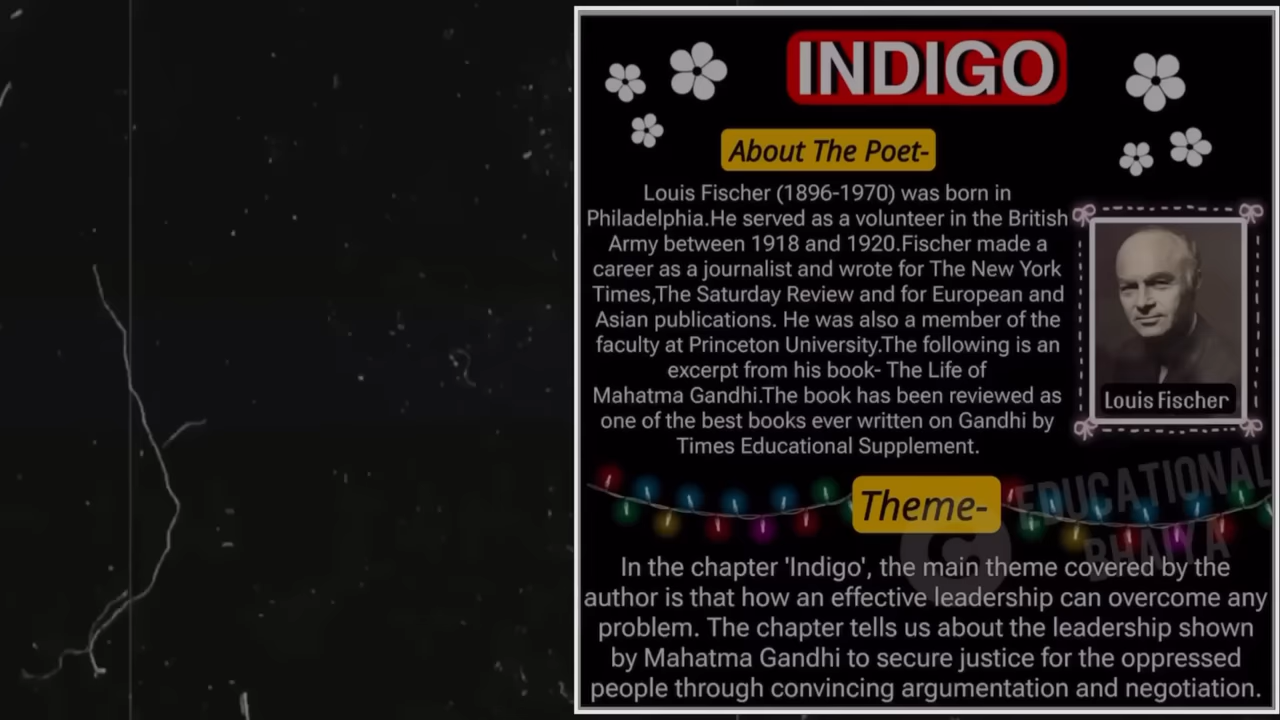 INDIGO
About The Poet-
Louis Fischer (1896-1970) was born in
Philadelphia.He served as a volunteer in the British
Army between 1918 and 1920.Fischer made a
career as a journalist and wrote for The New York
Times,The Saturday Review and for European and
Asian publications. He was also a member of the
faculty at Princeton University.The following is an
excerpt from his book- The Life of
Mahatma Gandhi.The book has been reviewed as
one of the best books ever written on Gandhi by
Times Educational Supplement.
Louis Fischer
Theme-
EDUCATIONAL
BHAIYA
In the chapter 'Indigo', the main theme covered by the
author is that how an effective leadership can overcome any
problem. The chapter tells us about the leadership shown
by Mahatma Gandhi to secure justice for the oppressed
people through convincing argumentation and negotiation.